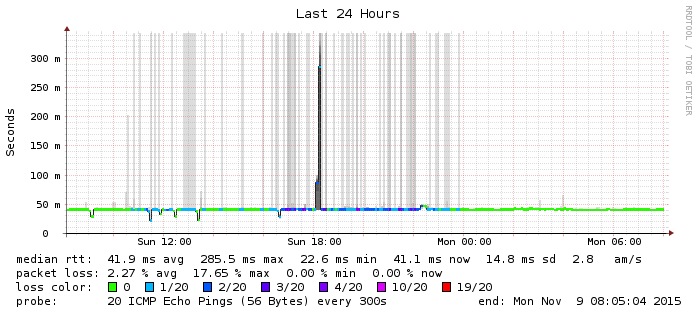 Last 24 Hours
RRDTOOL / TOBI OETIKER
Seconds
300 m
250 m
200 m
150 m
100 m
50 m
0
Sun 12:00 Sun 18:00 Mon 00:00 Mon 06:00
median rtt: 41.9 ms avg 285.5 ms max 22.6 ms min 41.1 ms now 14.8 ms sd 2.8 am/s
packet loss: 2.27 % avg 17.65 % max 0.00 % min 0.00 % now
loss color: 0 1/20 2/20 3/20 4/20 10/20 19/20
probe: 20 ICMP Echo Pings (56 Bytes) every 300s end: Mon Nov 9 08:05:04 2015